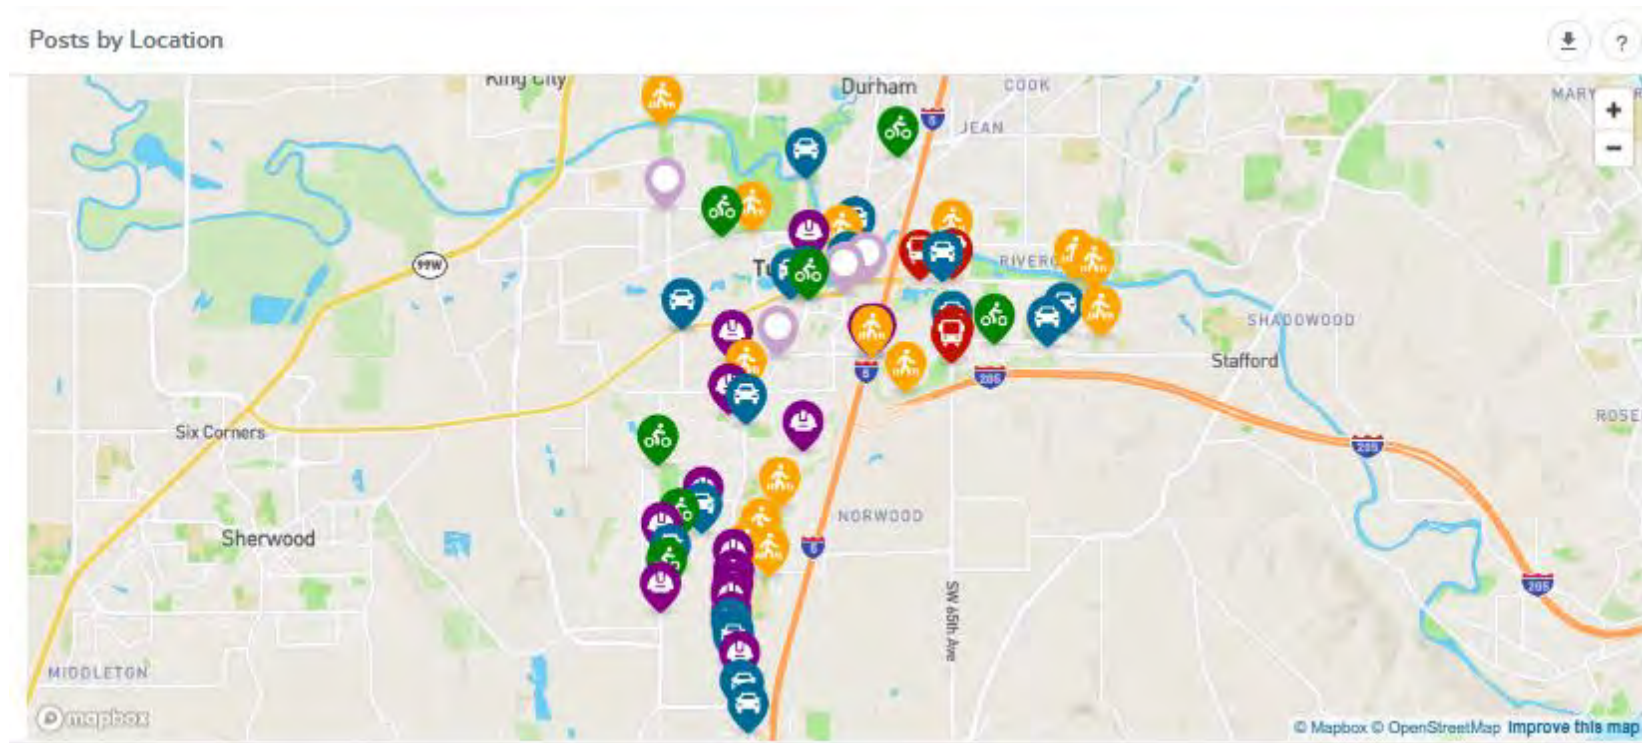 Posts by Location
?
King City
Durham
COOK
MARY
+
5
JEAN
−
99W
RIVERG
SHADOWOOD
Stafford
5
205
Six Corners
ROSE
205
NORWOOD
Sherwood
5
205
SW 65th Ave
MIDDLETON
mapbox
© Mapbox © OpenStreetMap Improve this map